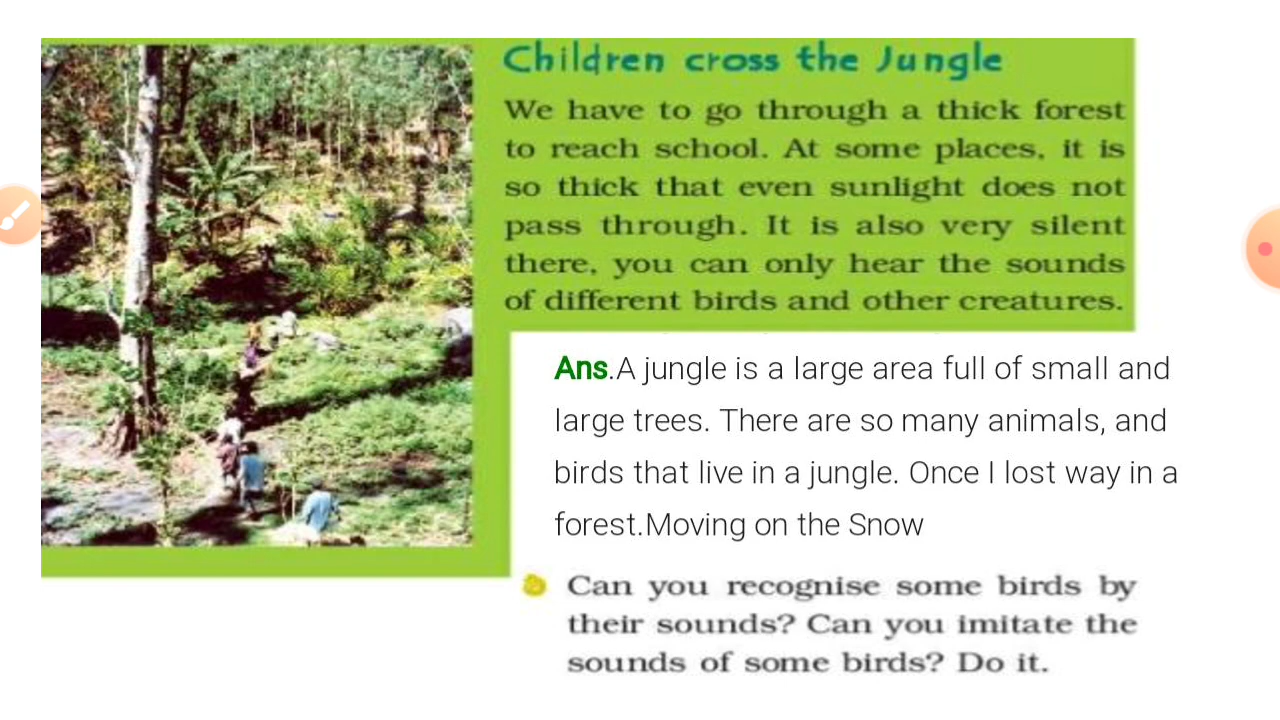 Children cross the Jungle
We have to go through a thick forest
to reach school. At some places, it is
so thick that even sunlight does not
pass through. It is also very silent
there, you can only hear the sounds
of different birds and other creatures.
Ans.A jungle is a large area full of small and
large trees. There are so many animals, and
birds that live in a jungle. Once I lost way in a
forest.Moving on the Snow
Can you recognise some birds by
their sounds? Can you imitate the
sounds of some birds? Do it.